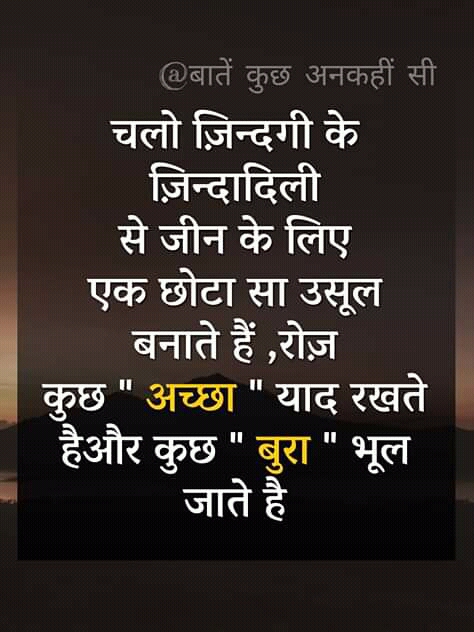 @बातें कुछ अनकहीं सी
चलो ज़िन्दगी के
ज़िन्दादिली
से जीन के लिए
एक छोटा सा उसूल
बनाते हैं ,रोज़
कुछ " अच्छा " याद रखते
हैऔर कुछ " बुरा " भूल
जाते है